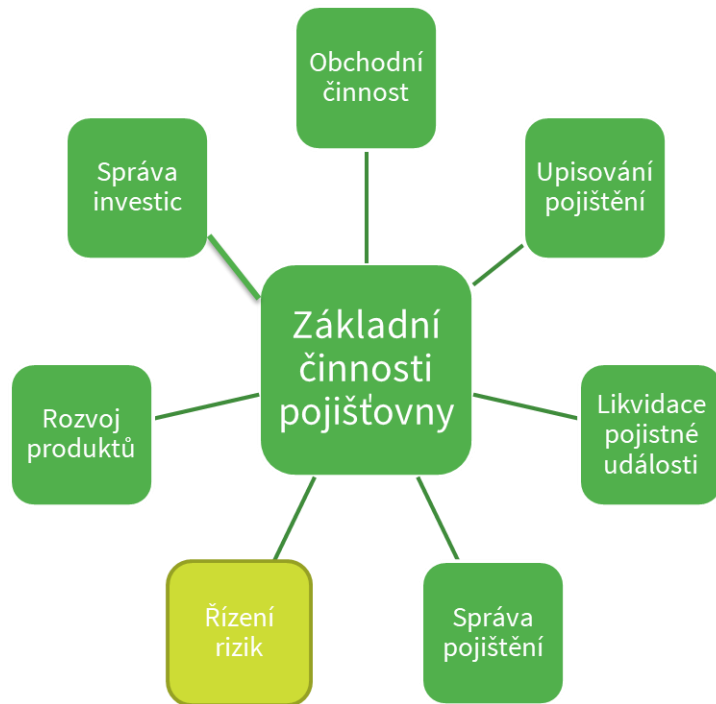 Obchodní
činnost
Upisování
pojištění
Likvidace
pojistné
události
Správa
pojištění
Řízení
rizik
Rozvoj
produktů
Správa
investic
Základní
činnosti
pojišťovny